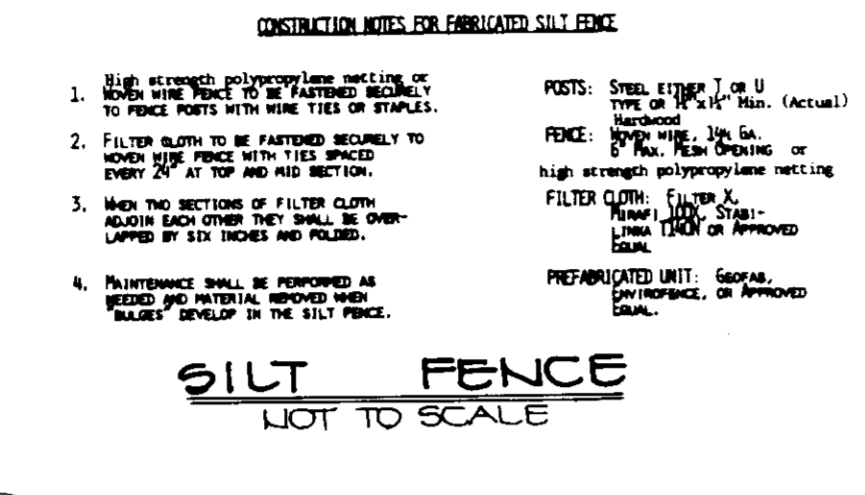 CONSTRUCTION NOTES FOR FABRICATED SILT FENCE
1. High strength polypropylene netting or
WOVEN WIRE FENCE TO BE FASTENED SECURELY
TO FENCE POSTS WITH WIRE TIES OR STAPLES.
2. FILTER CLOTH TO BE FASTENED SECURELY TO
WOVEN WIRE FENCE WITH TIES SPACED
EVERY 24" AT TOP AND MID SECTION.
3. WHEN TWO SECTIONS OF FILTER CLOTH
ADJOIN EACH OTHER THEY SHALL BE OVER-
LAPPED BY SIX INCHES AND FOLDED.
4. MAINTENANCE SHALL BE PERFORMED AS
NEEDED AND MATERIAL REMOVED WHEN
"BULGES" DEVELOP IN THE SILT FENCE.
POSTS: STEEL EITHER T OR U
TYPE OR Min. (Actual)
Hardwood
FENCE: WOVEN WIRE, 14½ GA.
6" MAX. MESH OPENING or
high strength polypropylene netting
FILTER CLOTH: FILTER X,
MIRAFI 100X, STABI-
LINKA T140N OR APPROVED
EQUAL
PREFABRICATED UNIT: GEOFAB,
ENVIROFENCE, OR APPROVED
EQUAL.
SILT FENCE
NOT TO SCALE